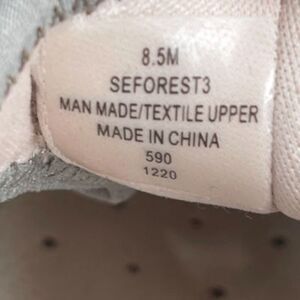 8.5M
SEFOREST3
MAN MADE/TEXTILE UPPER
MADE IN CHINA
590
1220